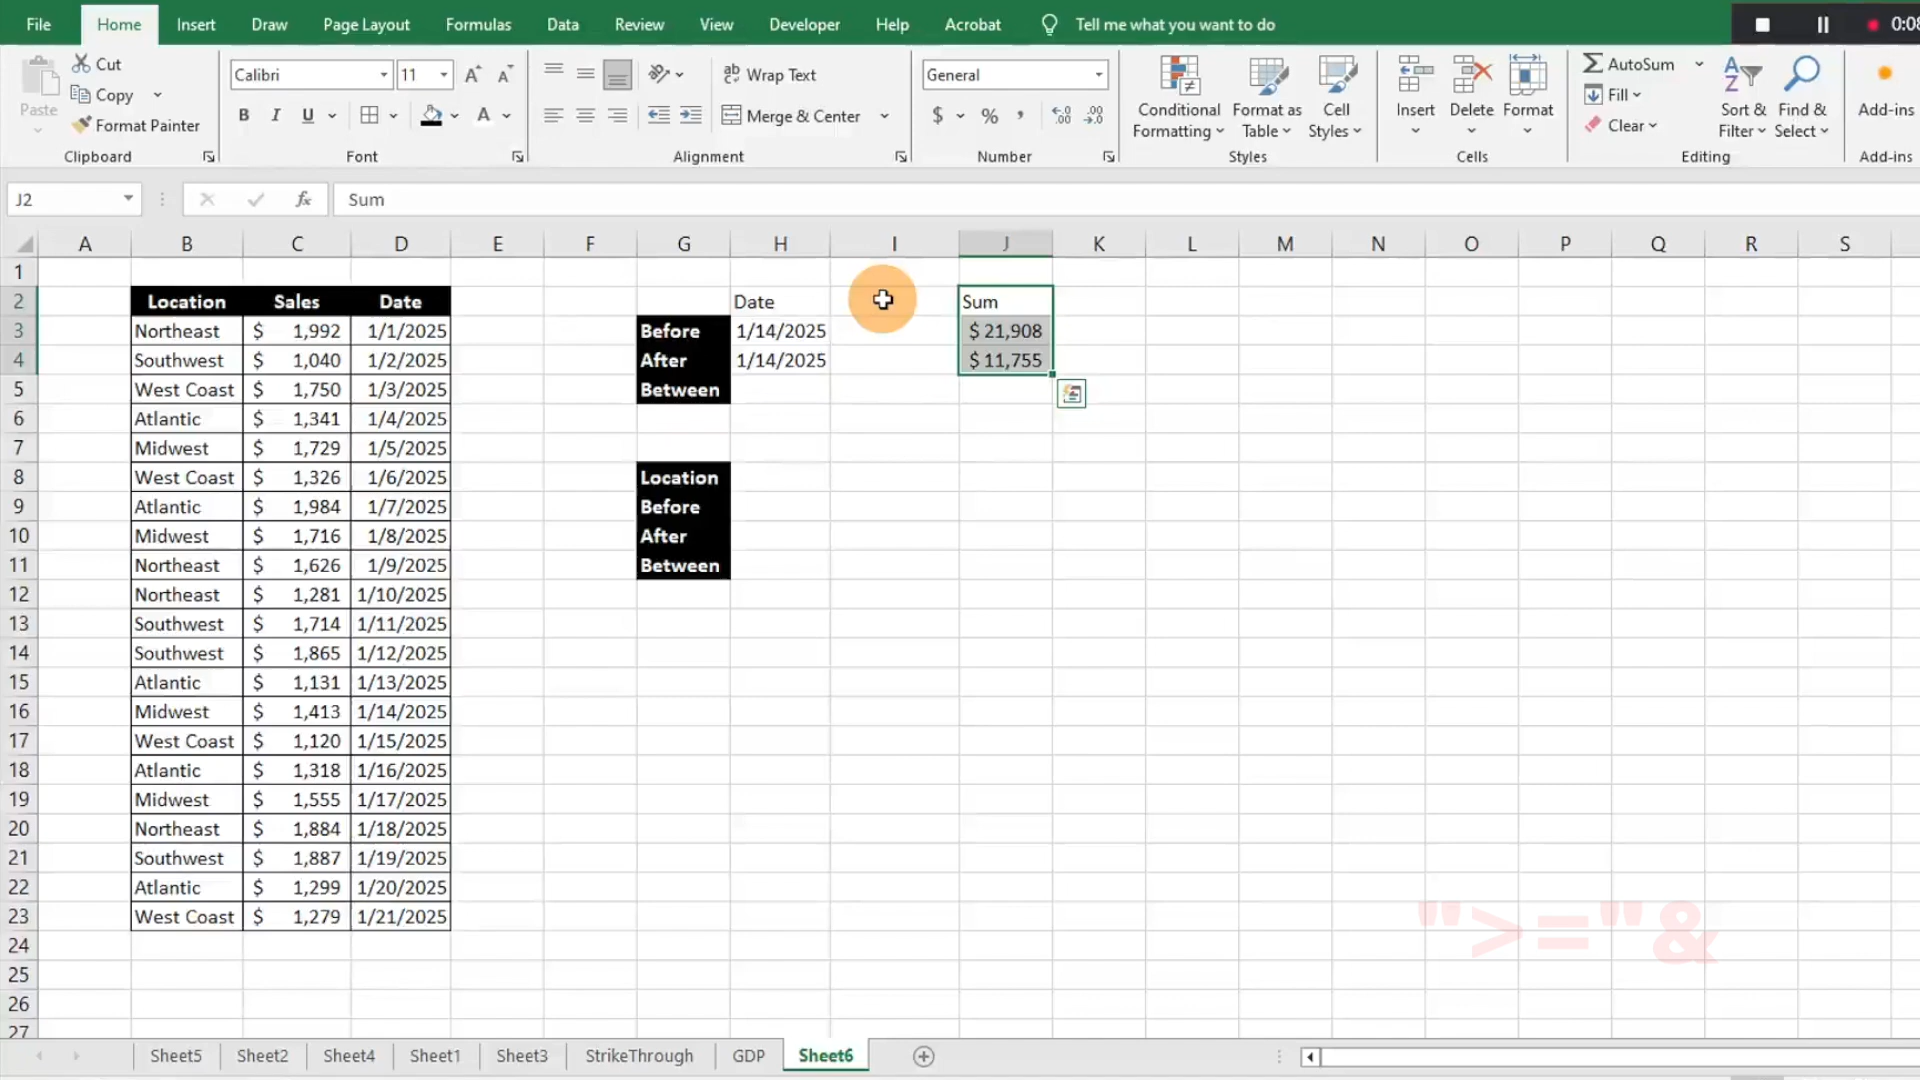 File Home Insert Draw Page Layout Formulas Data Review View Developer Help Acrobat Tell me what you want to do
Paste Cut Copy Format Painter Clipboard
Calibri 11 B I U Font
Wrap Text Merge & Center Alignment
General $ % , Number
Conditional Formatting Format as Table Cell Styles Styles
Insert Delete Format Cells
AutoSum Fill Clear Sort & Filter Find & Select Editing
Add-ins Add-ins
J2 fx Sum
A B C D E F G H I J K L M N O P Q R S
1
2 Location Sales Date Date Sum
3 Northeast $ 1,992 1/1/2025 Before 1/14/2025 $ 21,908
4 Southwest $ 1,040 1/2/2025 After 1/14/2025 $ 11,755
5 West Coast $ 1,750 1/3/2025 Between
6 Atlantic $ 1,341 1/4/2025
7 Midwest $ 1,729 1/5/2025
8 West Coast $ 1,326 1/6/2025 Location
9 Atlantic $ 1,984 1/7/2025 Before
10 Midwest $ 1,716 1/8/2025 After
11 Northeast $ 1,626 1/9/2025 Between
12 Northeast $ 1,281 1/10/2025
13 Southwest $ 1,714 1/11/2025
14 Southwest $ 1,865 1/12/2025
15 Atlantic $ 1,131 1/13/2025
16 Midwest $ 1,413 1/14/2025
17 West Coast $ 1,120 1/15/2025
18 Atlantic $ 1,318 1/16/2025
19 Midwest $ 1,555 1/17/2025
20 Northeast $ 1,884 1/18/2025
21 Southwest $ 1,887 1/19/2025
22 Atlantic $ 1,299 1/20/2025
23 West Coast $ 1,279 1/21/2025
">="&
24
25
26
27
Sheet5 Sheet2 Sheet4 Sheet1 Sheet3 StrikeThrough GDP Sheet6